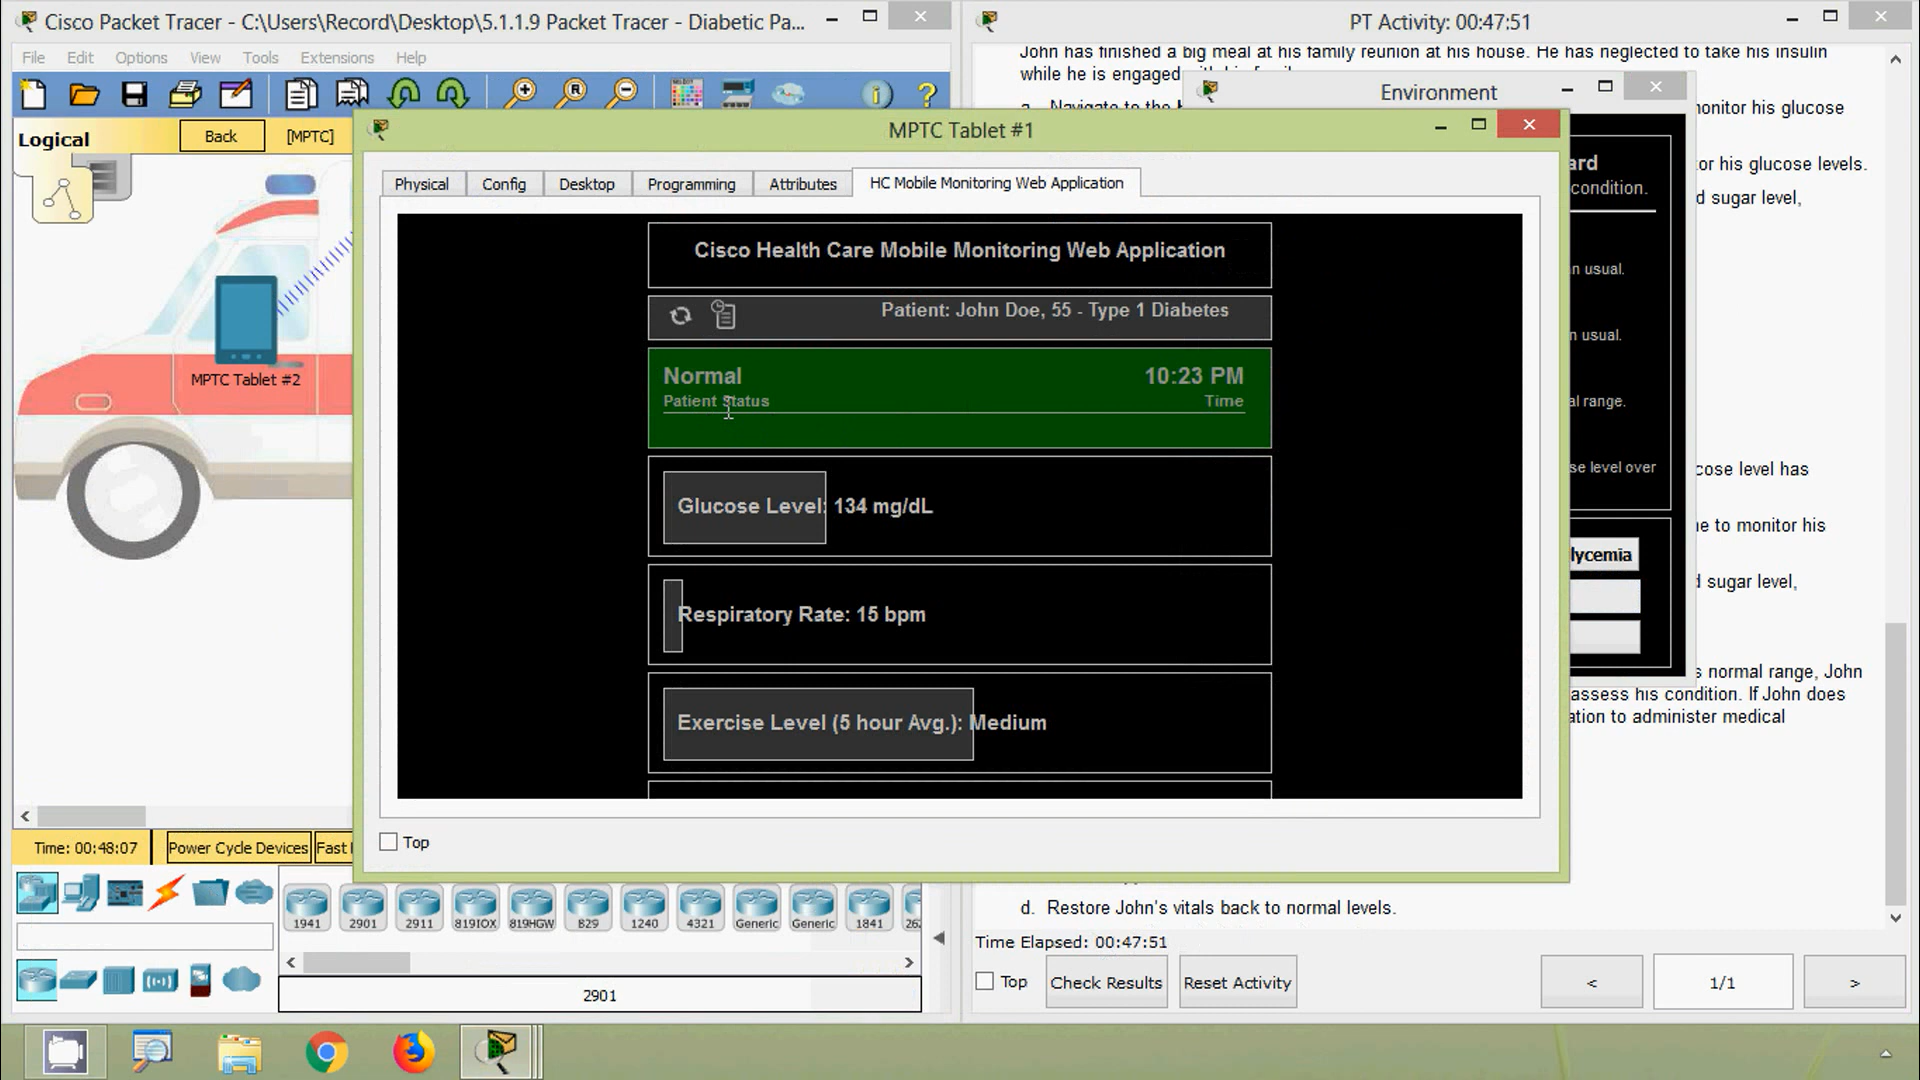 Cisco Packet Tracer - C:\Users\Record\Desktop\5.1.1.9 Packet Tracer - Diabetic Pa...
File Edit Options View Tools Extensions Help
Logical
Back
[MPTC]
MPTC Tablet #2
Time: 00:48:07
Power Cycle Devices
Fast
1941
2901
2911
819IOX
819HGW
829
1240
4321
Generic
Generic
1841
2901
PT Activity: 00:47:51
John has finished a big meal at his family reunion at his house. He has neglected to take his insulin
while he is engaged
a. Navigate to the
onitor his glucose
or his glucose levels.
d sugar level,
cose level has
e to monitor his
d sugar level,
s normal range, John
assess his condition. If John does
ation to administer medical
d. Restore John's vitals back to normal levels.
Time Elapsed: 00:47:51
Top
Check Results
Reset Activity
<
1/1
>
Environment
ard
condition.
n usual.
n usual.
al range.
se level over
lycemia
MPTC Tablet #1
Physical
Config
Desktop
Programming
Attributes
HC Mobile Monitoring Web Application
Cisco Health Care Mobile Monitoring Web Application
Patient: John Doe, 55 - Type 1 Diabetes
Normal 10:23 PM
Patient Status Time
Glucose Level: 134 mg/dL
Respiratory Rate: 15 bpm
Exercise Level (5 hour Avg.): Medium
Top